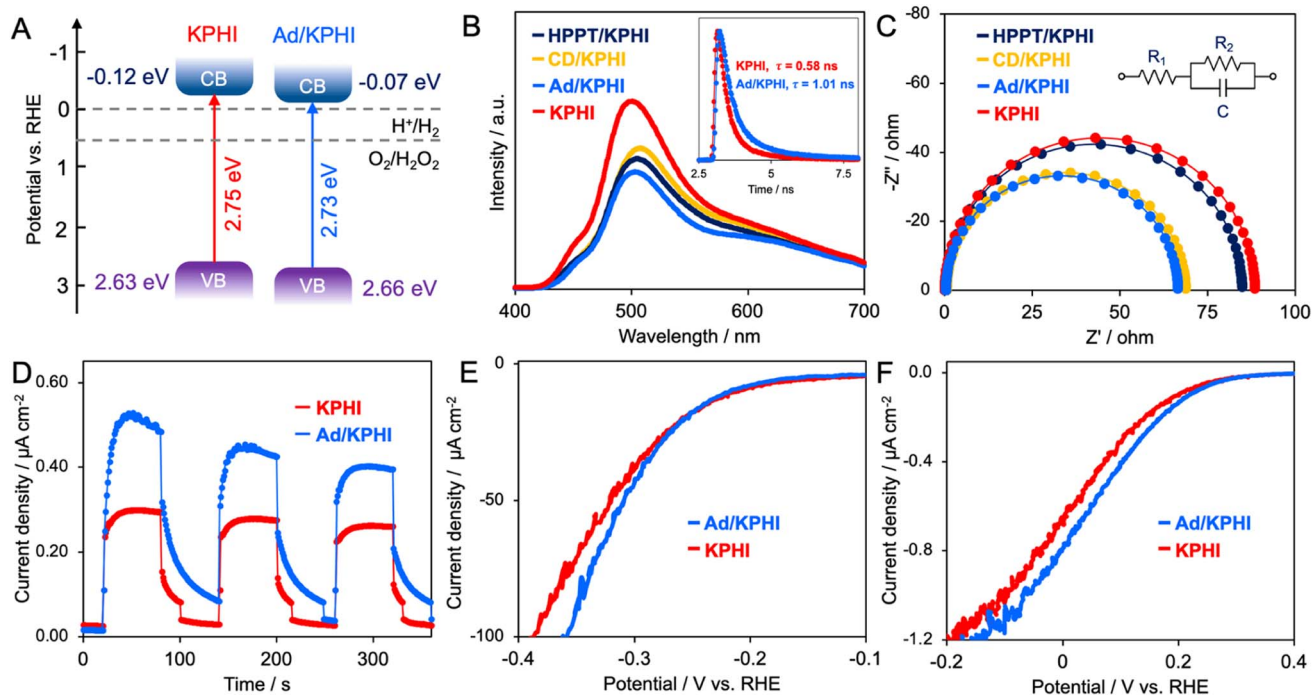 A
KPHI
Ad/KPHI
Potential vs. RHE
-1
0
1
2
3
-0.12 eV
CB
CB
-0.07 eV
H⁺/H₂
O₂/H₂O₂
2.75 eV
2.73 eV
2.63 eV
VB
VB
2.66 eV
B
HPPT/KPHI
CD/KPHI
Ad/KPHI
KPHI
Intensity / a.u.
400
500
600
700
Wavelength / nm
KPHI, τ = 0.58 ns
Ad/KPHI, τ = 1.01 ns
2.5
5
7.5
Time / ns
C
-80
-60
-40
-20
0
-Z'' / ohm
HPPT/KPHI
CD/KPHI
Ad/KPHI
KPHI
R₁
R₂
C
0
25
50
75
100
Z' / ohm
D
0.60
0.40
0.20
0.00
Current density / µA cm⁻²
KPHI
Ad/KPHI
0
100
200
300
Time / s
E
0
-50
-100
Current density / µA cm⁻²
Ad/KPHI
KPHI
-0.4
-0.3
-0.2
-0.1
Potential / V vs. RHE
F
0.0
-0.4
-0.8
-1.2
Current density / µA cm⁻²
Ad/KPHI
KPHI
-0.2
0
0.2
0.4
Potential / V vs. RHE